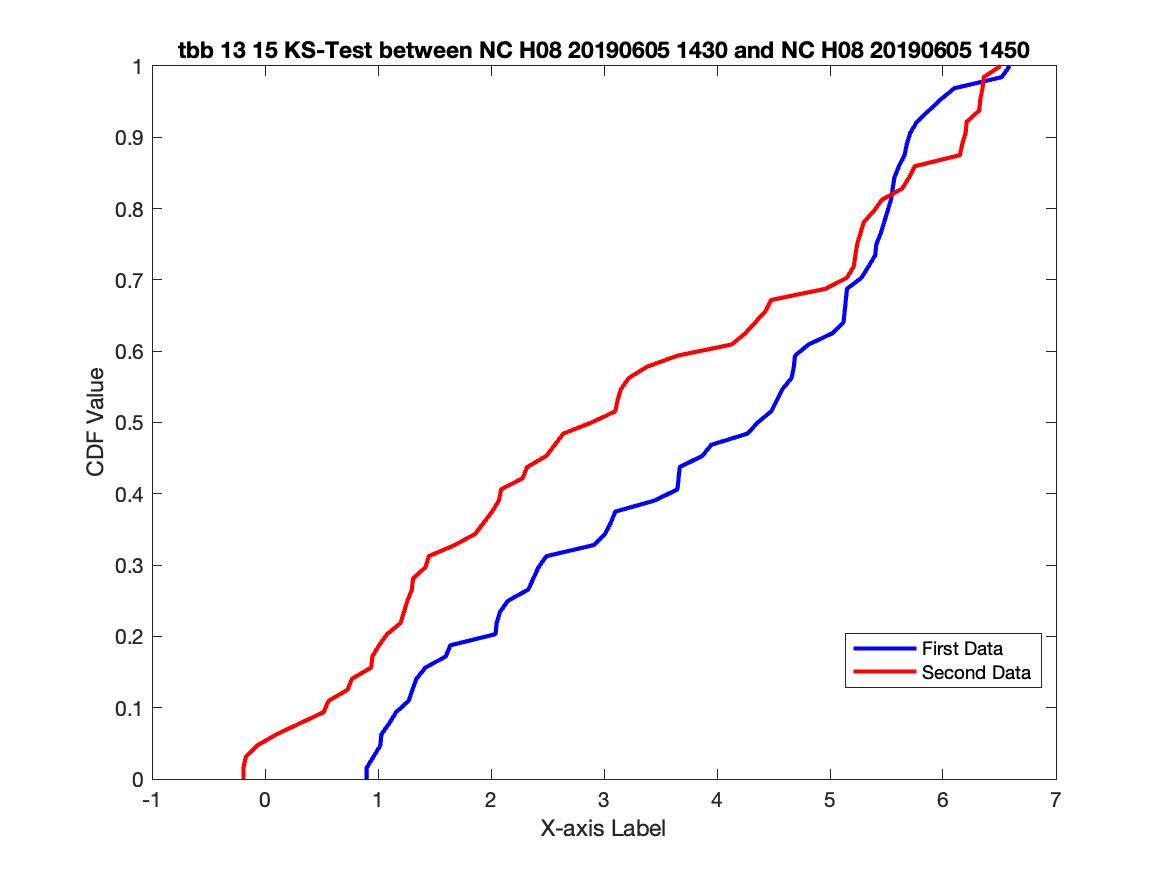 tbb 13 15 KS-Test between NC H08 20190605 1430 and NC H08 20190605 1450
1
0.9
0.8
0.7
0.6
0.5
0.4
0.3
0.2
0.1
0
CDF Value
First Data
Second Data
-1 0 1 2 3 4 5 6 7
X-axis Label